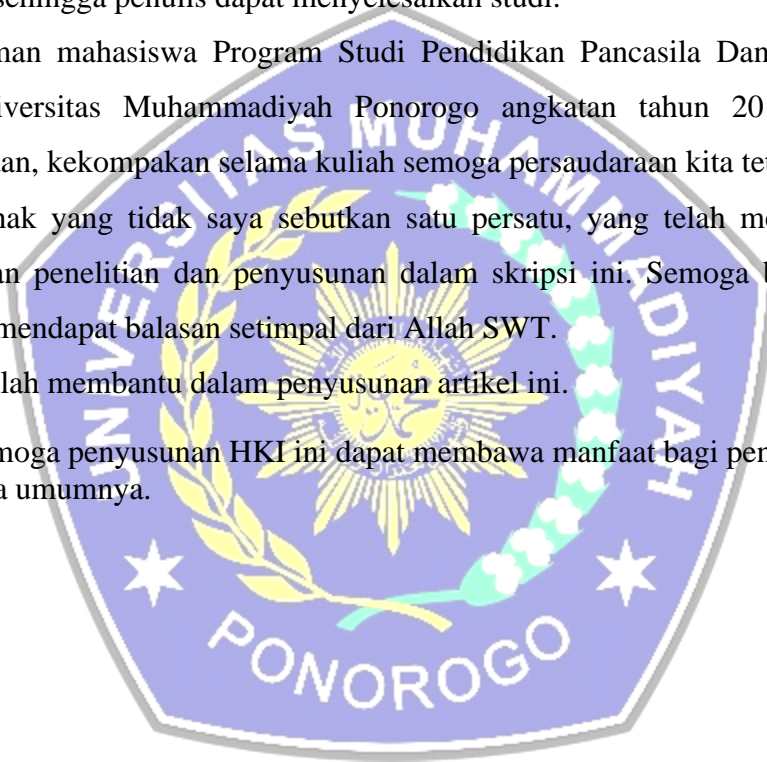 sehingga penulis dapat menyelesaikan studi.
man mahasiswa Program Studi Pendidikan Pancasila Dan
iversitas Muhammadiyah Ponorogo angkatan tahun 20
an, kekompakan selama kuliah semoga persaudaraan kita tet
ak yang tidak saya sebutkan satu persatu, yang telah me
an penelitian dan penyusunan dalam skripsi ini. Semoga b
mendapat balasan setimpal dari Allah SWT.
lah membantu dalam penyusunan artikel ini.
moga penyusunan HKI ini dapat membawa manfaat bagi pen
a umumnya.
UNIVERSITAS MUHAMMADIYAH
PONOROGO